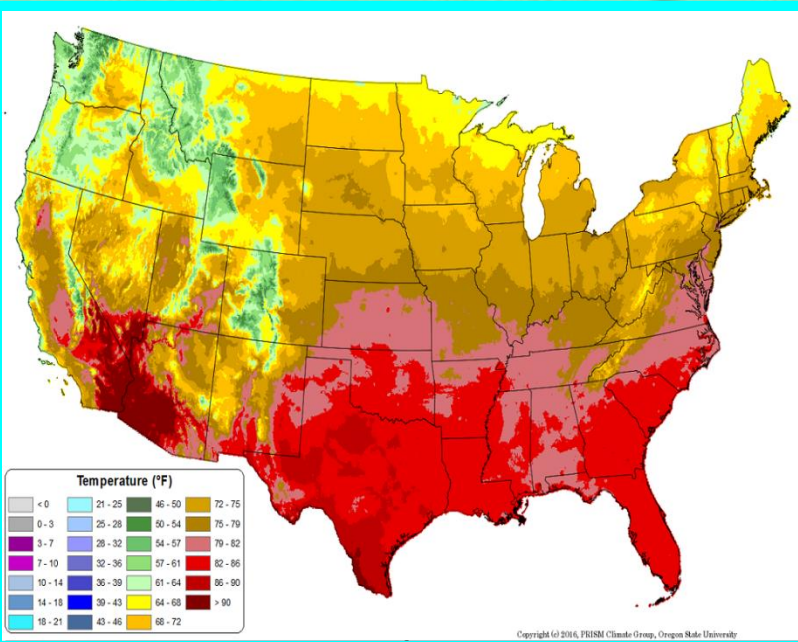 Temperature (°F)
< 0 21 - 25 46 - 50 72 - 75
0 - 3 25 - 28 50 - 54 75 - 79
3 - 7 28 - 32 54 - 57 79 - 82
7 - 10 32 - 36 57 - 61 82 - 86
10 - 14 36 - 39 61 - 64 86 - 90
14 - 18 39 - 43 64 - 68 > 90
18 - 21 43 - 46 68 - 72
Copyright (c) 2016, PRISM Climate Group, Oregon State University